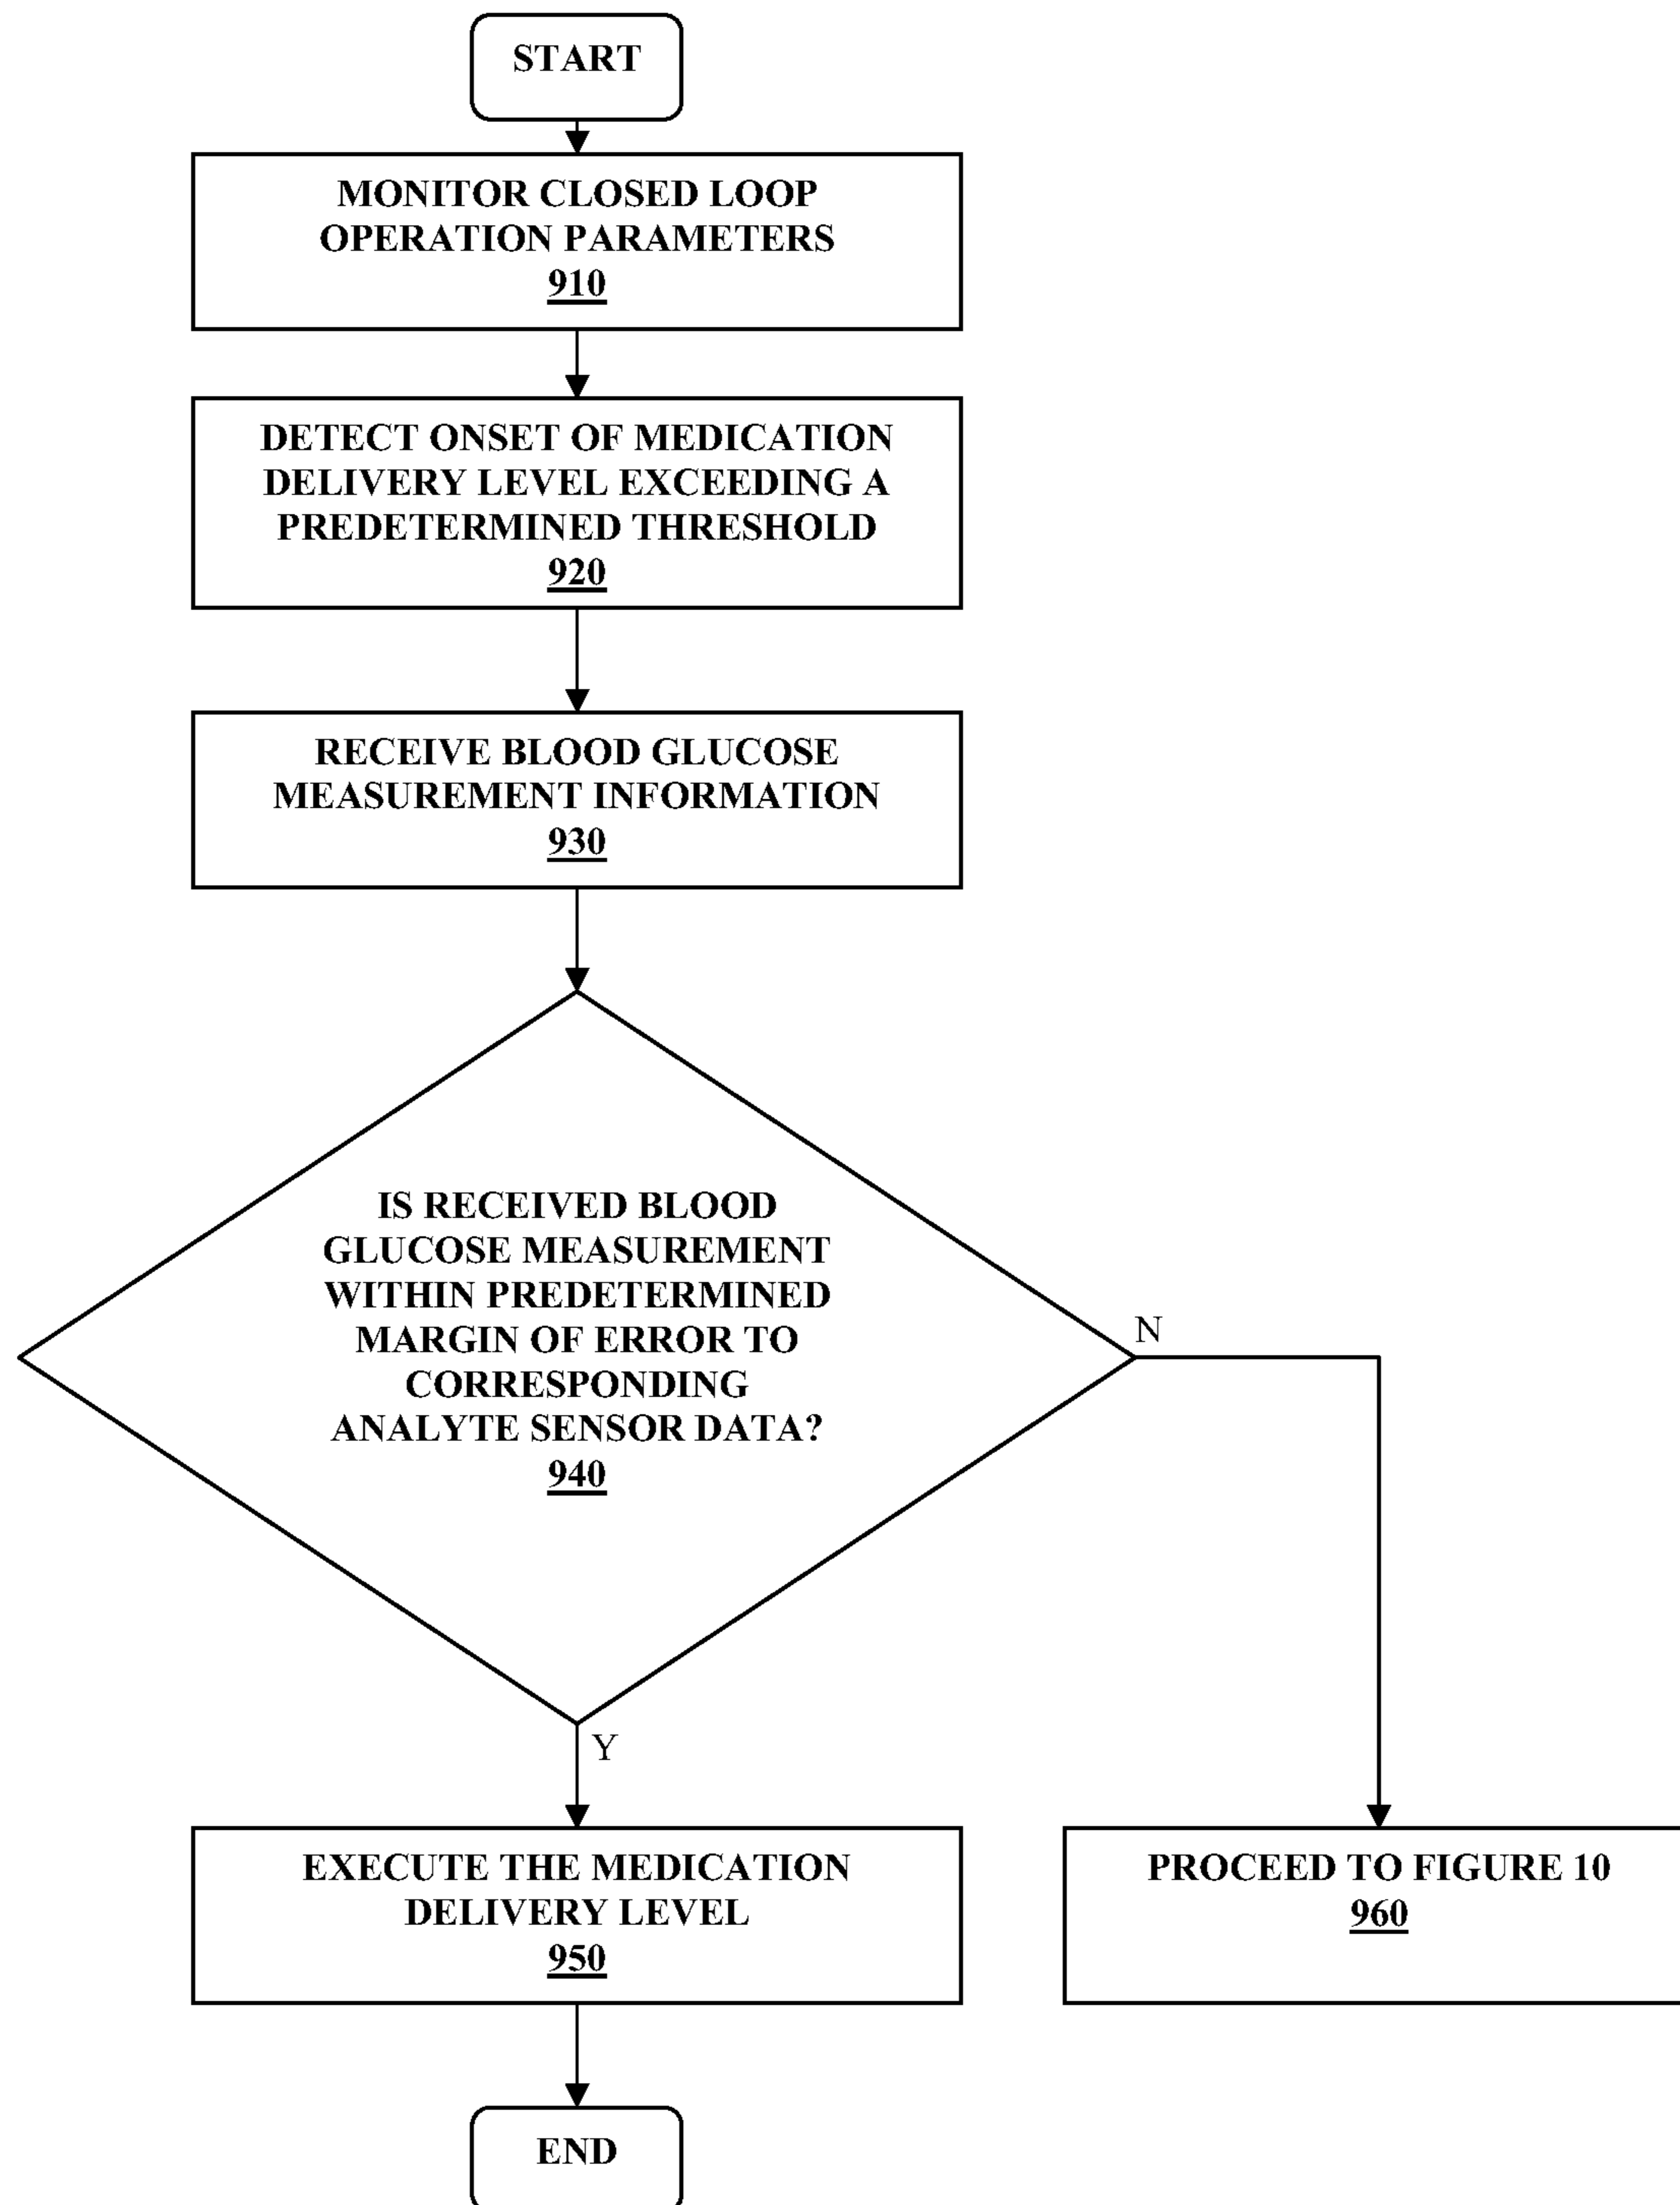 START
MONITOR CLOSED LOOP
OPERATION PARAMETERS
910
DETECT ONSET OF MEDICATION
DELIVERY LEVEL EXCEEDING A
PREDETERMINED THRESHOLD
920
RECEIVE BLOOD GLUCOSE
MEASUREMENT INFORMATION
930
IS RECEIVED BLOOD
GLUCOSE MEASUREMENT
WITHIN PREDETERMINED
MARGIN OF ERROR TO
CORRESPONDING
ANALYTE SENSOR DATA?
940
N
Y
EXECUTE THE MEDICATION
DELIVERY LEVEL
950
PROCEED TO FIGURE 10
960
END